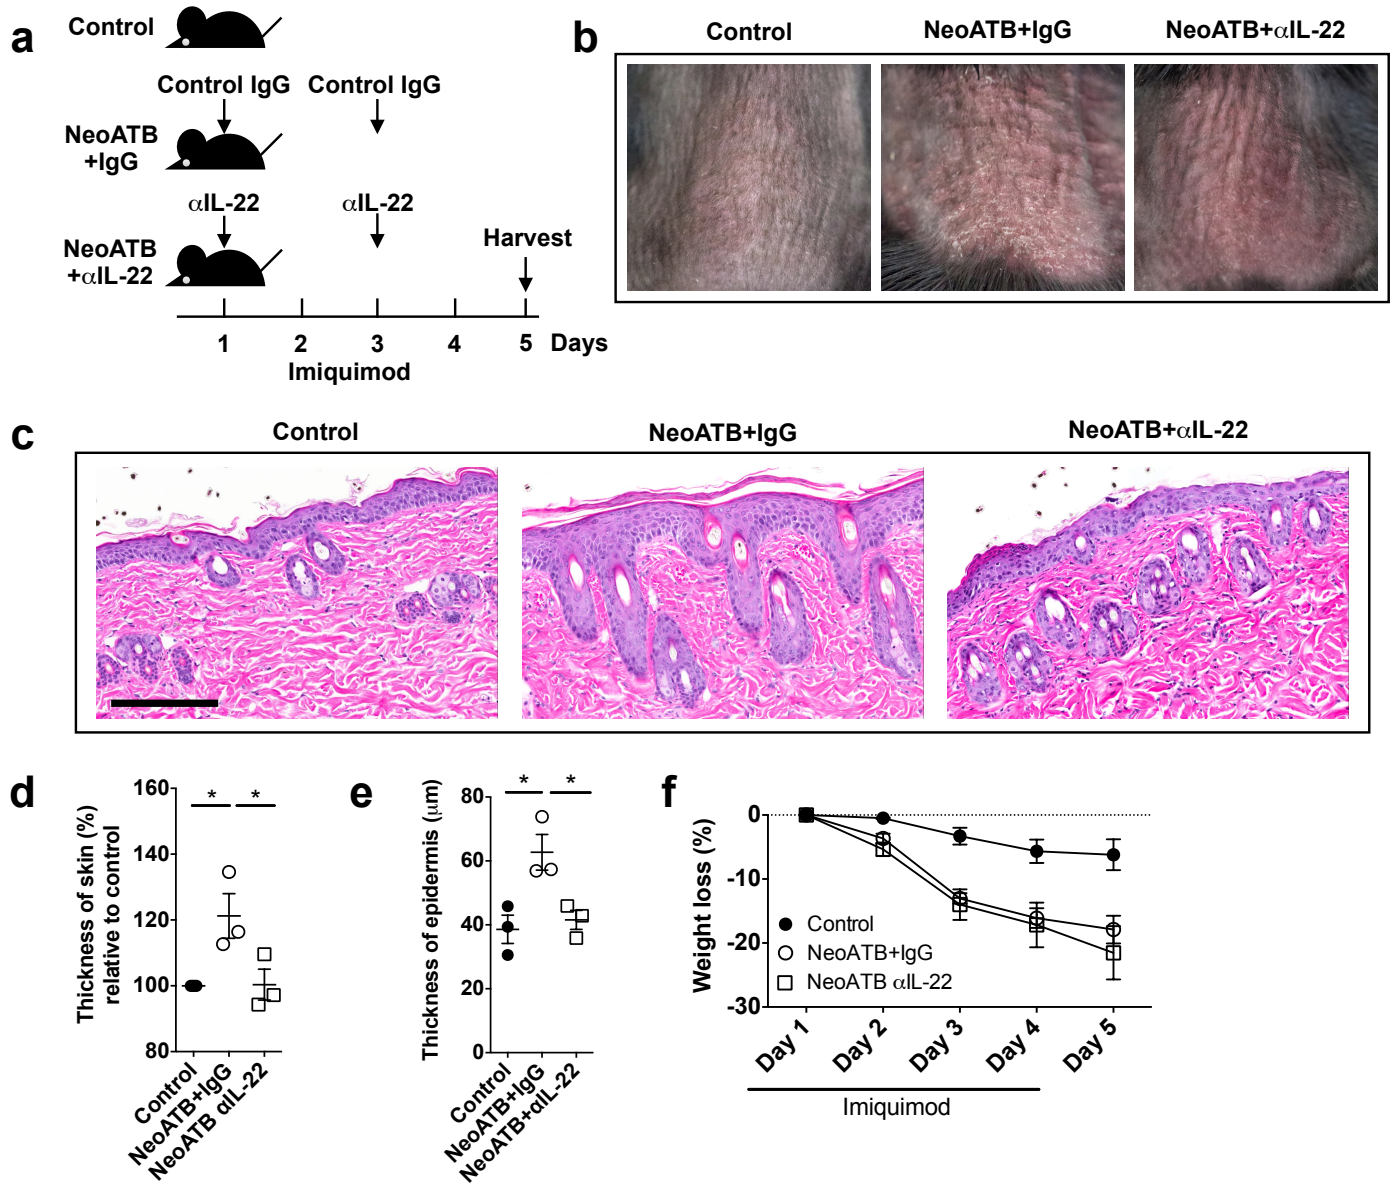 a
Control
Control IgG Control IgG
NeoATB
+IgG
αIL-22 αIL-22
NeoATB
+αIL-22
Harvest
1 2 3 4 5 Days
Imiquimod
b
Control NeoATB+IgG NeoATB+αIL-22
c
Control NeoATB+IgG NeoATB+αIL-22
d
Thickness of skin (%)
relative to control
160
140
120
100
80
* *
Control
NeoATB+IgG
NeoATB αIL-22
e
Thickness of epidermis (μm)
80
60
40
20
0
* *
Control
NeoATB+IgG
NeoATB+αIL-22
f
Weight loss (%)
0
-10
-20
-30
Control
NeoATB+IgG
NeoATB αIL-22
Day 1 Day 2 Day 3 Day 4 Day 5
Imiquimod